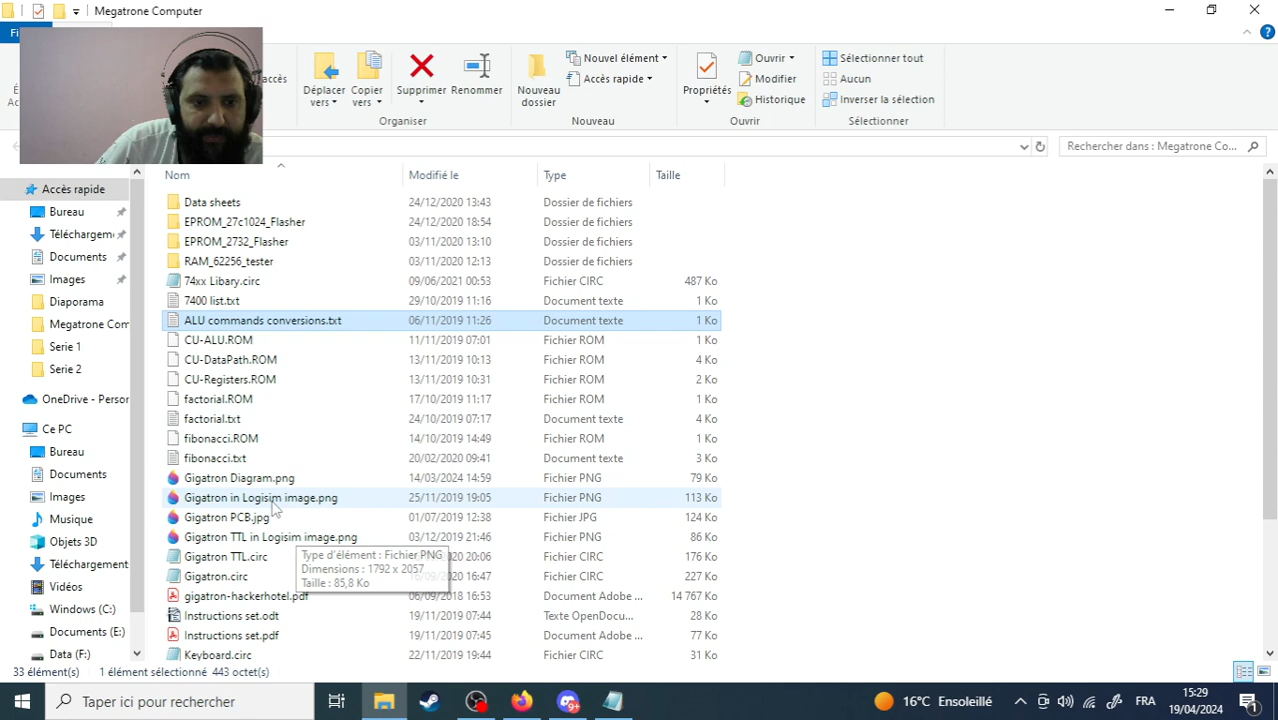 Megatrone Computer
Fi
accès
Ac
Déplacer vers
Copier vers
Supprimer
Renommer
Organiser
Nouveau dossier
Nouvel élément
Accès rapide
Nouveau
Propriétés
Ouvrir
Modifier
Historique
Ouvrir
Sélectionner tout
Aucun
Inverser la sélection
Sélectionner
Rechercher dans : Megatrone Co...
Accès rapide
Bureau
Téléchargem
Documents
Images
Diaporama
Megatrone Com
Serie 1
Serie 2
OneDrive - Person
Ce PC
Bureau
Documents
Images
Musique
Objets 3D
Téléchargement
Vidéos
Windows (C:)
Documents (E:)
Data (F:)
Nom Modifié le Type Taille
Data sheets 24/12/2020 13:43 Dossier de fichiers
EPROM_27c1024_Flasher 24/12/2020 18:54 Dossier de fichiers
EPROM_2732_Flasher 03/11/2020 13:10 Dossier de fichiers
RAM_62256_tester 03/11/2020 12:13 Dossier de fichiers
74xx Libary.circ 09/06/2021 00:53 Fichier CIRC 487 Ko
7400 list.txt 29/10/2019 11:16 Document texte 1 Ko
ALU commands conversions.txt 06/11/2019 11:26 Document texte 1 Ko
CU-ALU.ROM 11/11/2019 07:01 Fichier ROM 1 Ko
CU-DataPath.ROM 13/11/2019 10:13 Fichier ROM 4 Ko
CU-Registers.ROM 13/11/2019 10:31 Fichier ROM 2 Ko
factorial.ROM 17/10/2019 11:17 Fichier ROM 1 Ko
factorial.txt 24/10/2019 07:17 Document texte 4 Ko
fibonacci.ROM 14/10/2019 14:49 Fichier ROM 1 Ko
fibonacci.txt 20/02/2020 09:41 Document texte 3 Ko
Gigatron Diagram.png 14/03/2024 14:59 Fichier PNG 79 Ko
Gigatron in Logisim image.png 25/11/2019 19:05 Fichier PNG 113 Ko
Gigatron PCB.jpg 01/07/2019 12:38 Fichier JPG 124 Ko
Gigatron TTL in Logisim image.png 03/12/2019 21:46 Fichier PNG 86 Ko
Gigatron TTL.circ 2020 20:06 Fichier CIRC 176 Ko
Gigatron.circ 2020 16:47 Fichier CIRC 227 Ko
gigatron-hackerhotel.pdf 06/09/2018 16:53 Document Adobe ... 14 767 Ko
Instructions set.odt 19/11/2019 07:44 Texte OpenDocu... 28 Ko
Instructions set.pdf 19/11/2019 07:45 Document Adobe ... 77 Ko
Keyboard.circ 22/11/2019 19:44 Fichier CIRC 31 Ko
Type d'élément : Fichier PNG
Dimensions : 1792 x 2057
Taille : 85,8 Ko
33 élément(s) 1 élément sélectionné 443 octet(s)
Taper ici pour rechercher
16°C Ensoleillé
FRA
15:29
19/04/2024
1